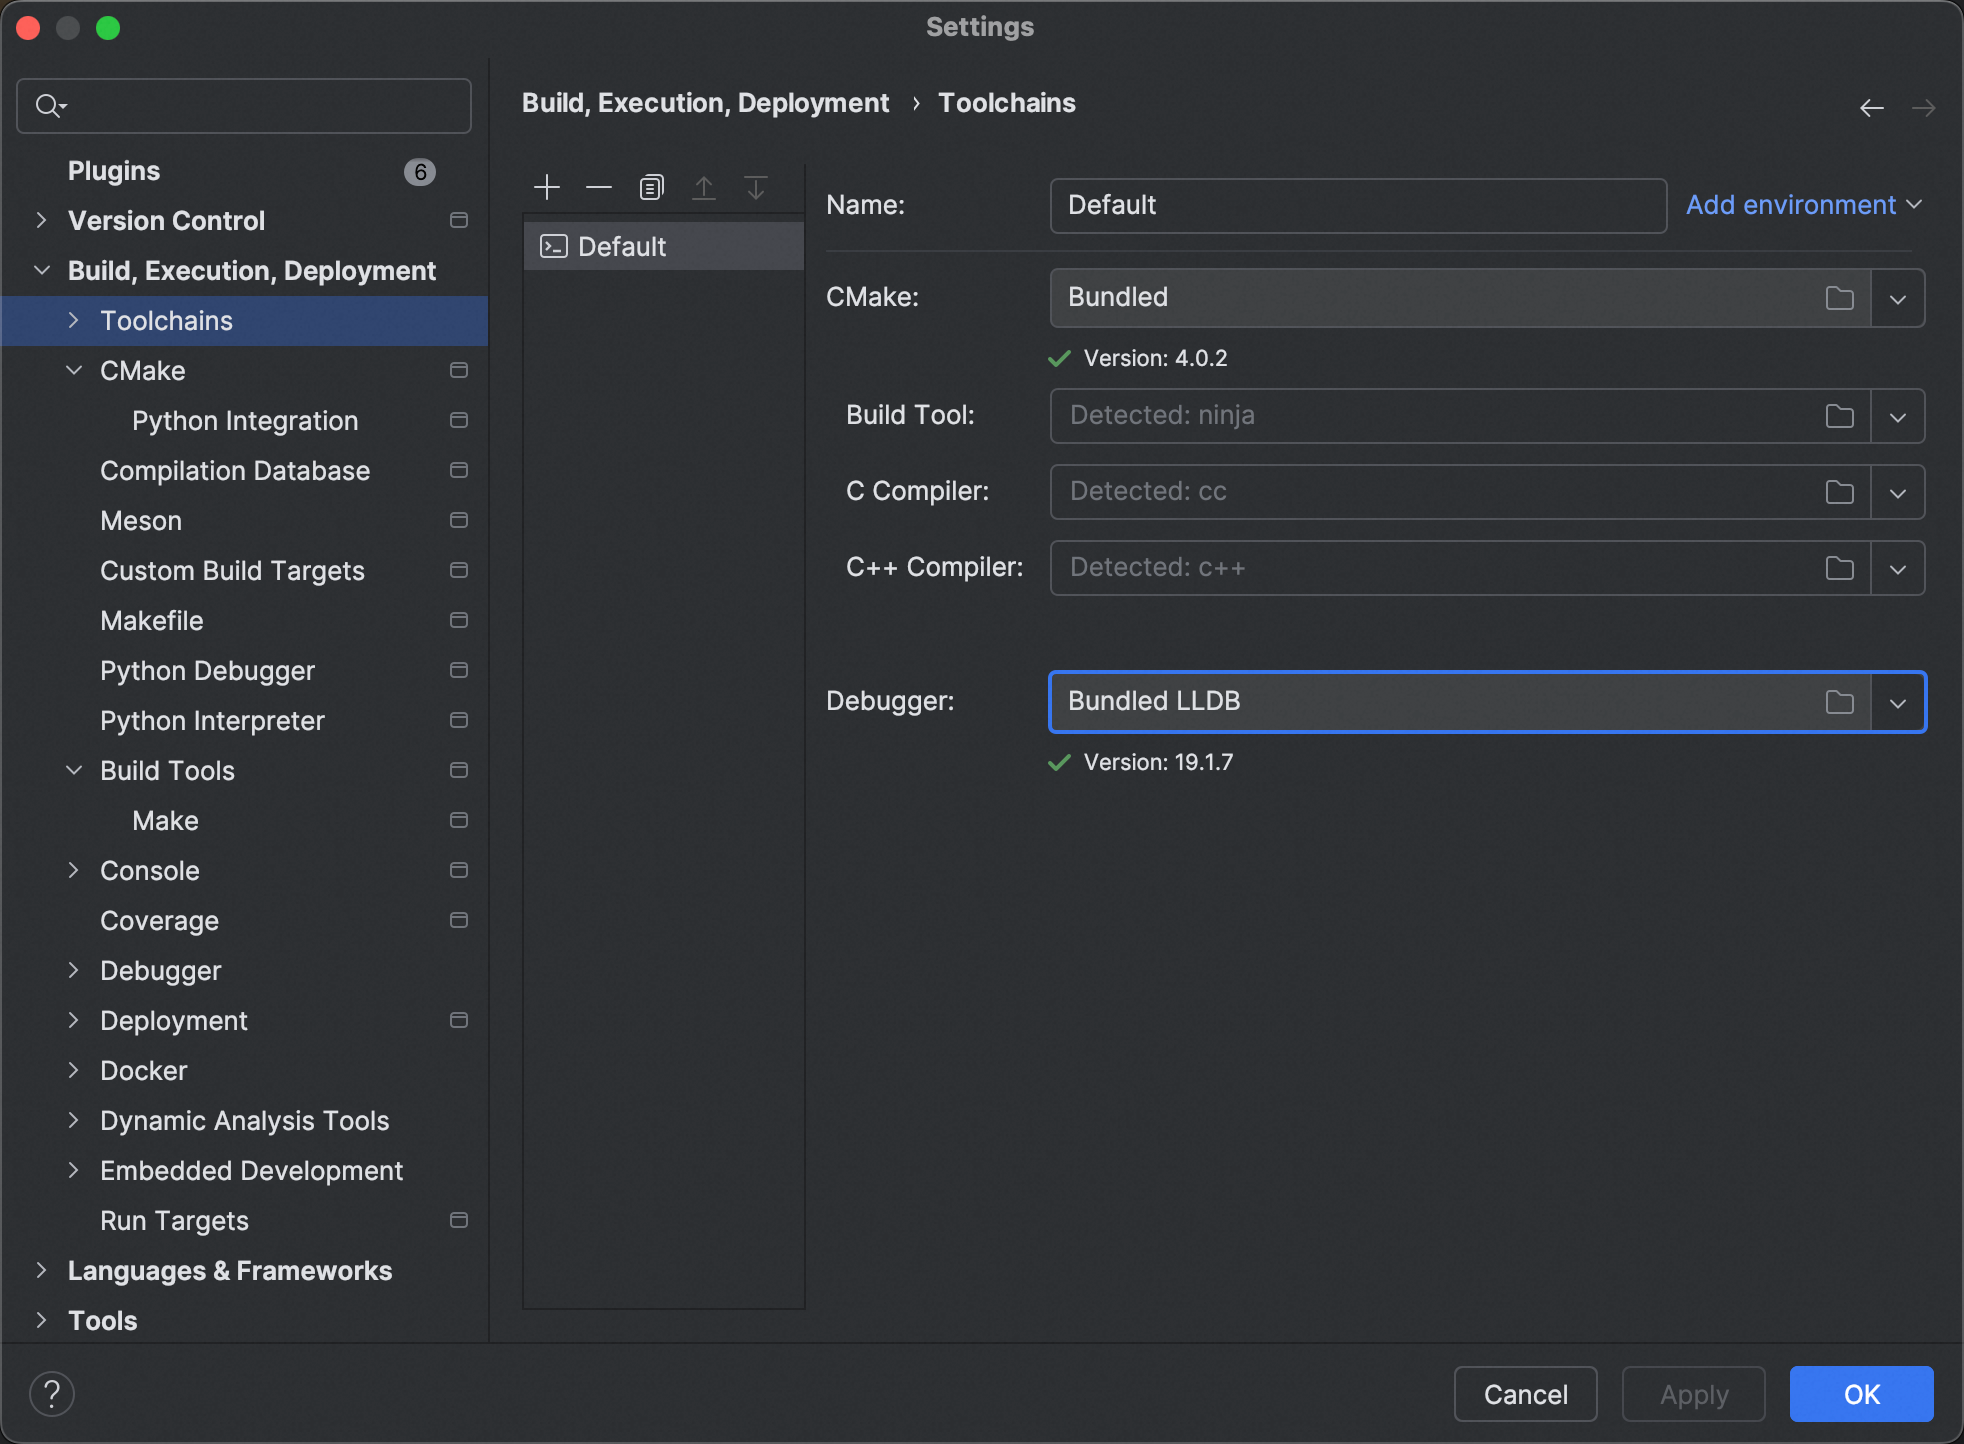 Settings
Plugins 6
Version Control
Build, Execution, Deployment
Toolchains
CMake
Python Integration
Compilation Database
Meson
Custom Build Targets
Makefile
Python Debugger
Python Interpreter
Build Tools
Make
Console
Coverage
Debugger
Deployment
Docker
Dynamic Analysis Tools
Embedded Development
Run Targets
Languages & Frameworks
Tools
Build, Execution, Deployment › Toolchains
Default
Name: Default Add environment
CMake: Bundled
Version: 4.0.2
Build Tool: Detected: ninja
C Compiler: Detected: cc
C++ Compiler: Detected: c++
Debugger: Bundled LLDB
Version: 19.1.7
? Cancel Apply OK